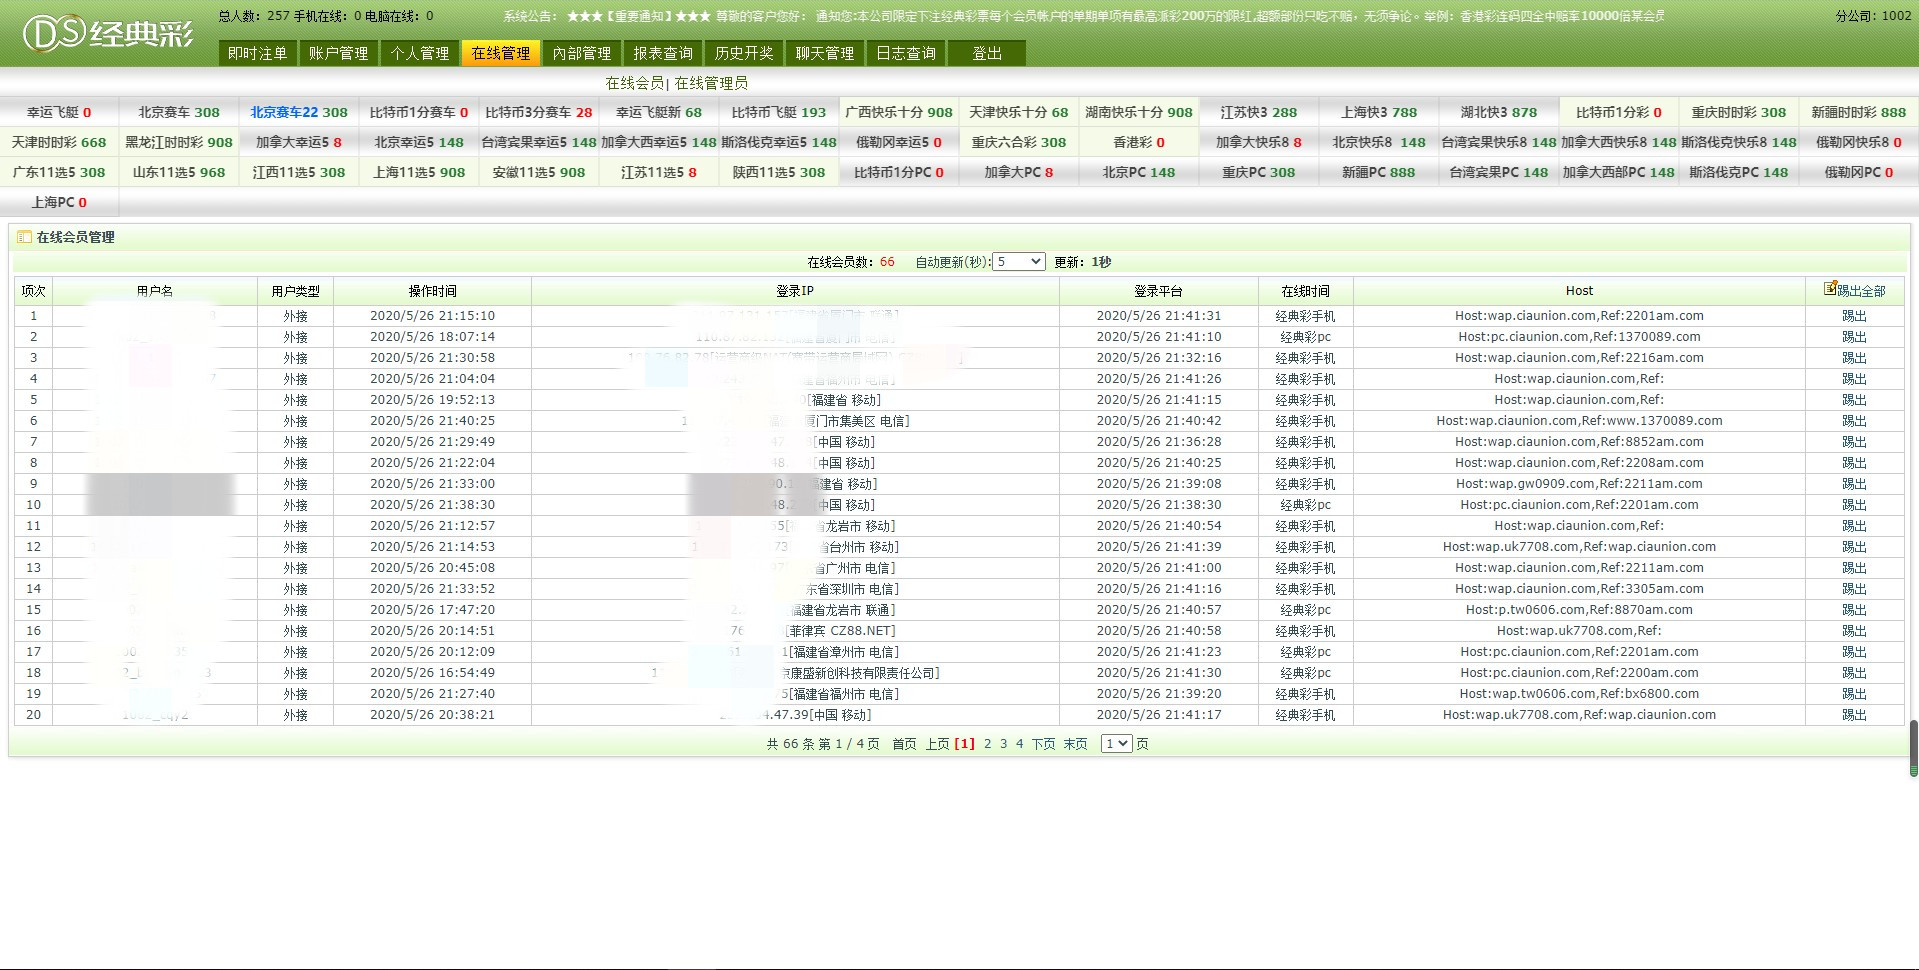 DS经典彩
总人数：257 手机在线：0 电脑在线：0
系统公告： ★★★【重要通知】★★★ 尊敬的客户您好： 通知您:本公司限定下注经典彩票每个会员帐户的单期单项有最高派彩200万的限红,超额部份只吃不赔，无须争论。举例：香港彩连码四全中赔率10000倍某会员
分公司：1002
即时注单 账户管理 个人管理 在线管理 內部管理 报表查询 历史开奖 聊天管理 日志查询 登出
在线会员| 在线管理员
幸运飞艇 0 北京赛车 308 北京赛车22 308 比特币1分赛车 0 比特币3分赛车 28 幸运飞艇新 68 比特币飞艇 193 广西快乐十分 908 天津快乐十分 68 湖南快乐十分 908 江苏快3 288 上海快3 788 湖北快3 878 比特币1分彩 0 重庆时时彩 308 新疆时时彩 888
天津时时彩 668 黑龙江时时彩 908 加拿大幸运5 8 北京幸运5 148 台湾宾果幸运5 148 加拿大西幸运5 148 斯洛伐克幸运5 148 俄勒冈幸运5 0 重庆六合彩 308 香港彩 0 加拿大快乐8 8 北京快乐8 148 台湾宾果快乐8 148 加拿大西快乐8 148 斯洛伐克快乐8 148 俄勒冈快乐8 0
广东11选5 308 山东11选5 968 江西11选5 308 上海11选5 908 安徽11选5 908 江苏11选5 8 陕西11选5 308 比特币1分PC 0 加拿大PC 8 北京PC 148 重庆PC 308 新疆PC 888 台湾宾果PC 148 加拿大西部PC 148 斯洛伐克PC 148 俄勒冈PC 0
上海PC 0
在线会员管理
在线会员数：66 自动更新(秒):5 更新：1秒
项次 用户名 用户类型 操作时间 登录IP 登录平台 在线时间 Host 踢出全部
1 外接 2020/5/26 21:15:10 2020/5/26 21:41:31 经典彩手机 Host:wap.ciaunion.com,Ref:2201am.com 踢出
2 外接 2020/5/26 18:07:14 2020/5/26 21:41:10 经典彩pc Host:pc.ciaunion.com,Ref:1370089.com 踢出
3 外接 2020/5/26 21:30:58 2020/5/26 21:32:16 经典彩手机 Host:wap.ciaunion.com,Ref:2216am.com 踢出
4 外接 2020/5/26 21:04:04 2020/5/26 21:41:26 经典彩手机 Host:wap.ciaunion.com,Ref: 踢出
5 外接 2020/5/26 19:52:13 [福建省 移动] 2020/5/26 21:41:15 经典彩手机 Host:wap.ciaunion.com,Ref: 踢出
6 外接 2020/5/26 21:40:25 厦门市集美区 电信] 2020/5/26 21:40:42 经典彩手机 Host:wap.ciaunion.com,Ref:www.1370089.com 踢出
7 外接 2020/5/26 21:29:49 [中国 移动] 2020/5/26 21:36:28 经典彩手机 Host:wap.ciaunion.com,Ref:8852am.com 踢出
8 外接 2020/5/26 21:22:04 [中国 移动] 2020/5/26 21:40:25 经典彩手机 Host:wap.ciaunion.com,Ref:2208am.com 踢出
9 外接 2020/5/26 21:33:00 福建省 移动] 2020/5/26 21:39:08 经典彩手机 Host:wap.gw0909.com,Ref:2211am.com 踢出
10 外接 2020/5/26 21:38:30 中国 移动] 2020/5/26 21:38:30 经典彩pc Host:pc.ciaunion.com,Ref:2201am.com 踢出
11 外接 2020/5/26 21:12:57 省龙岩市 移动] 2020/5/26 21:40:54 经典彩手机 Host:wap.ciaunion.com,Ref: 踢出
12 外接 2020/5/26 21:14:53 省台州市 移动] 2020/5/26 21:41:39 经典彩手机 Host:wap.uk7708.com,Ref:wap.ciaunion.com 踢出
13 外接 2020/5/26 20:45:08 省广州市 电信] 2020/5/26 21:41:00 经典彩手机 Host:wap.ciaunion.com,Ref:2211am.com 踢出
14 外接 2020/5/26 21:33:52 东省深圳市 电信] 2020/5/26 21:41:16 经典彩手机 Host:wap.ciaunion.com,Ref:3305am.com 踢出
15 外接 2020/5/26 17:47:20 福建省龙岩市 联通] 2020/5/26 21:40:57 经典彩pc Host:p.tw0606.com,Ref:8870am.com 踢出
16 外接 2020/5/26 20:14:51 [菲律宾 CZ88.NET] 2020/5/26 21:40:58 经典彩手机 Host:wap.uk7708.com,Ref: 踢出
17 外接 2020/5/26 20:12:09 [福建省漳州市 电信] 2020/5/26 21:41:23 经典彩pc Host:pc.ciaunion.com,Ref:2201am.com 踢出
18 外接 2020/5/26 16:54:49 京康盛新创科技有限责任公司] 2020/5/26 21:41:30 经典彩pc Host:pc.ciaunion.com,Ref:2200am.com 踢出
19 外接 2020/5/26 21:27:40 [福建省福州市 电信] 2020/5/26 21:39:20 经典彩手机 Host:wap.tw0606.com,Ref:bx6800.com 踢出
20 外接 2020/5/26 20:38:21 .47.39[中国 移动] 2020/5/26 21:41:17 经典彩手机 Host:wap.uk7708.com,Ref:wap.ciaunion.com 踢出
共 66 条 第 1 / 4 页 首页 上页 [1] 2 3 4 下页 末页 1 页